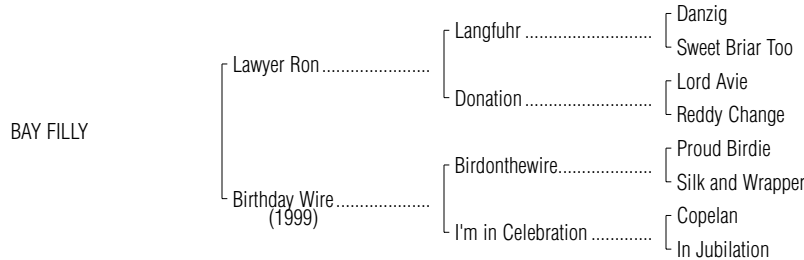 Danzig
Langfuhr ............................
Sweet Briar Too
Lawyer Ron ........................
Lord Avie
Donation ............................
Reddy Change
BAY FILLY
Proud Birdie
Birdonthewire.....................
Silk and Wrapper
Birthday Wire .....................
(1999)
Copelan
I'm in Celebration .............
In Jubilation